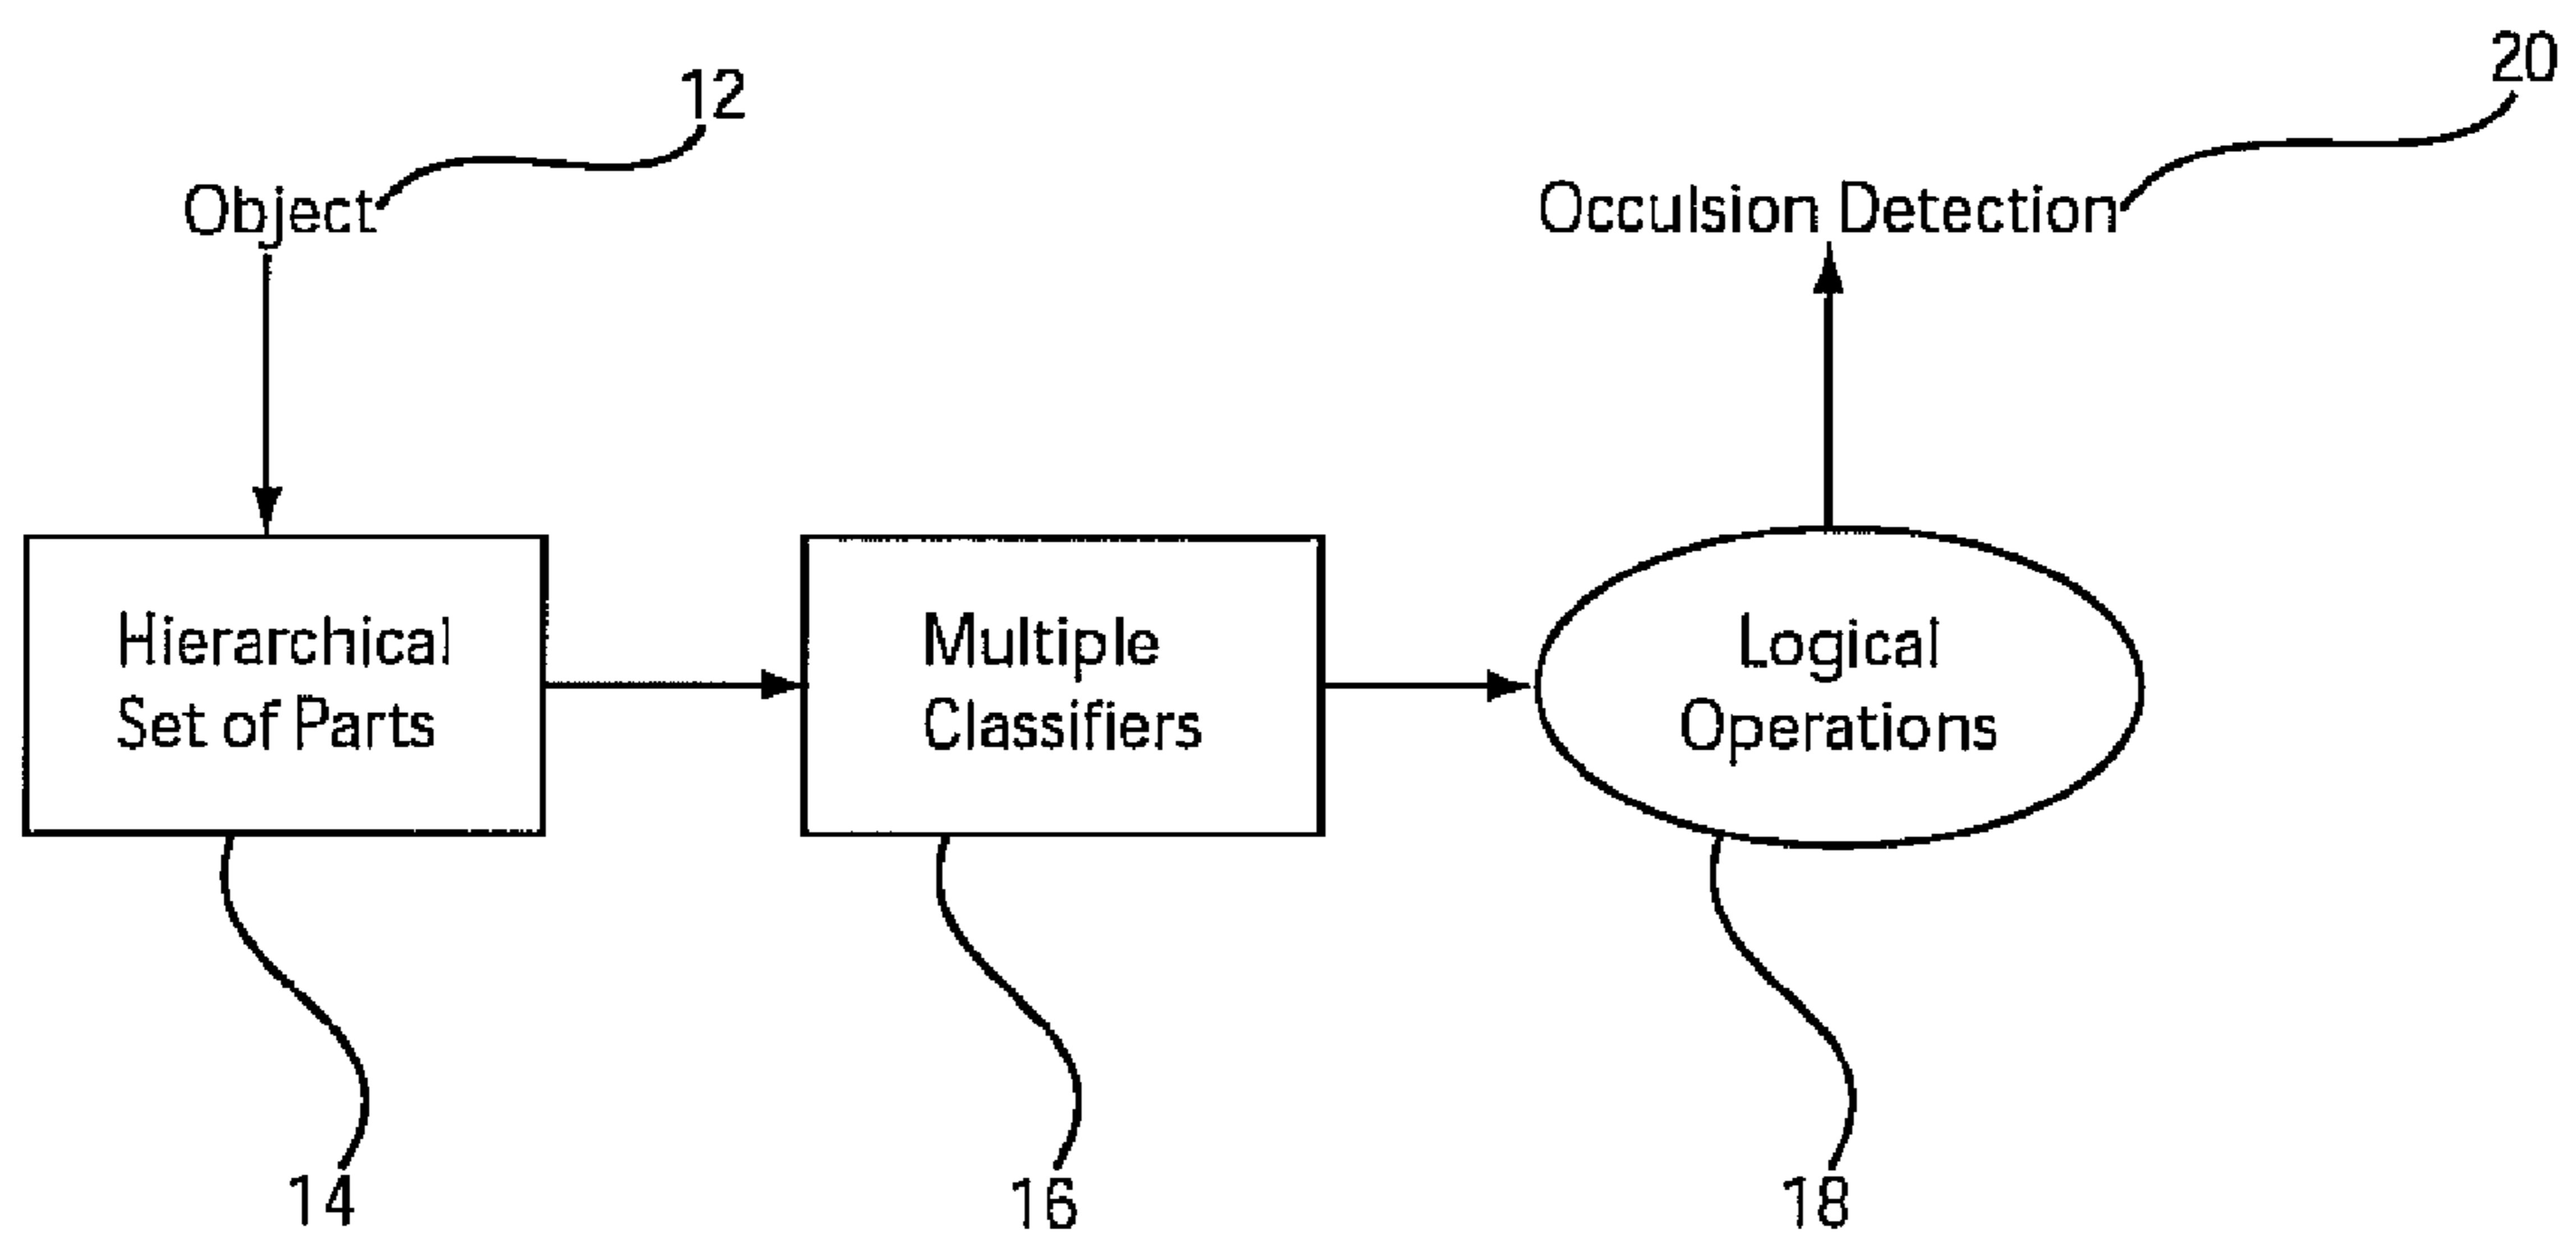 12
20
Object
Occulsion Detection
Hierarchical
Set of Parts
Multiple
Classifiers
Logical
Operations
14
16
18